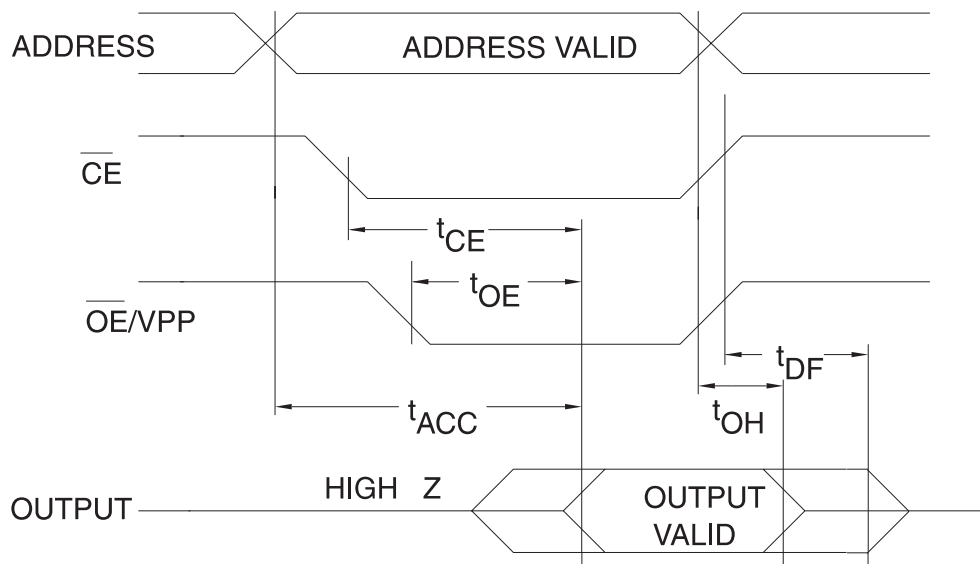 ADDRESS
ADDRESS VALID
CE
tCE
tOE
OE/VPP
tDF
tACC
tOH
HIGH Z
OUTPUT
OUTPUT
VALID